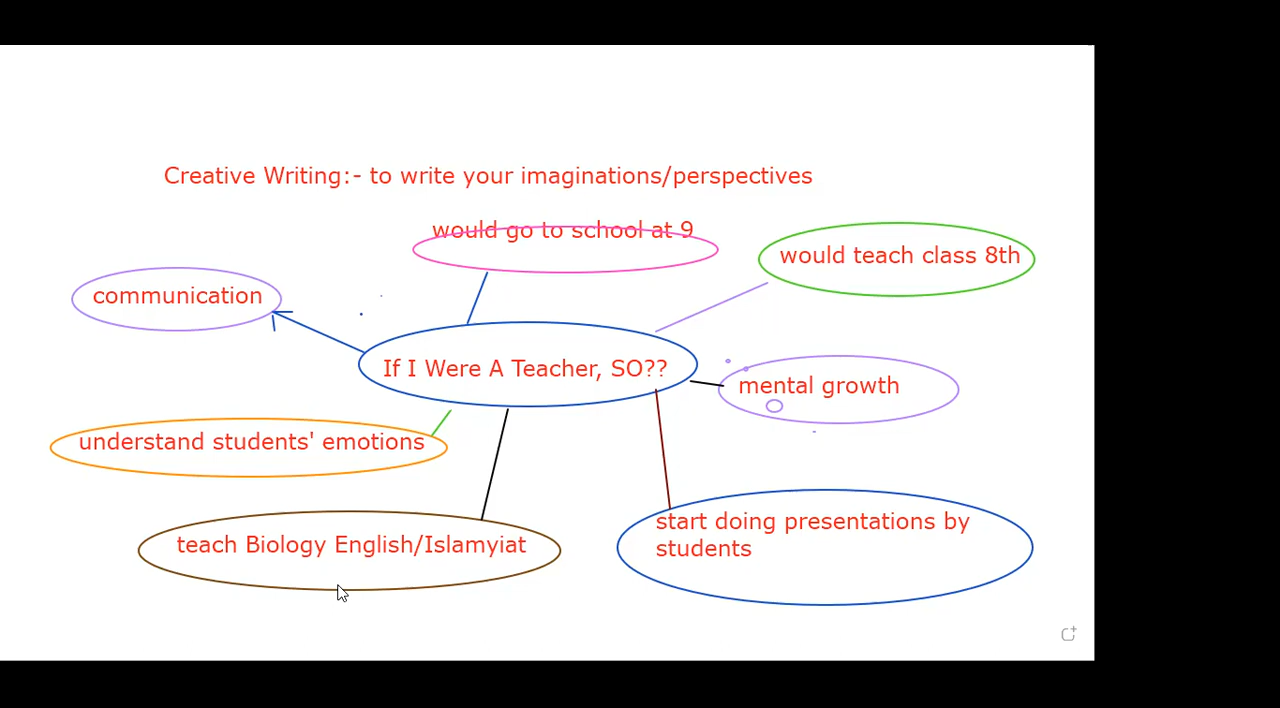 Creative Writing:- to write your imaginations/perspectives
would go to school at 9
would teach class 8th
communication
If I Were A Teacher, SO??
mental growth
understand students' emotions
start doing presentations by
students
teach Biology English/Islamyiat